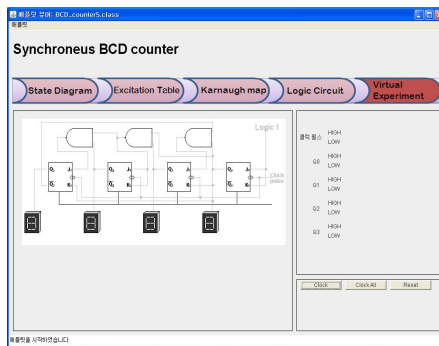 애플릿 뷰어: BCD_counter5.class
애플릿
Synchroneus BCD counter
State Diagram
Excitation Table
Karnaugh map
Logic Circuit
Virtual
Experiment
Logic 1
Clock
pulse
클럭 펄스
HIGH
LOW
Q0
HIGH
LOW
Q1
HIGH
LOW
Q2
HIGH
LOW
Q3
HIGH
LOW
Clock
Clock All
Reset
애플릿을 시작하였습니다.